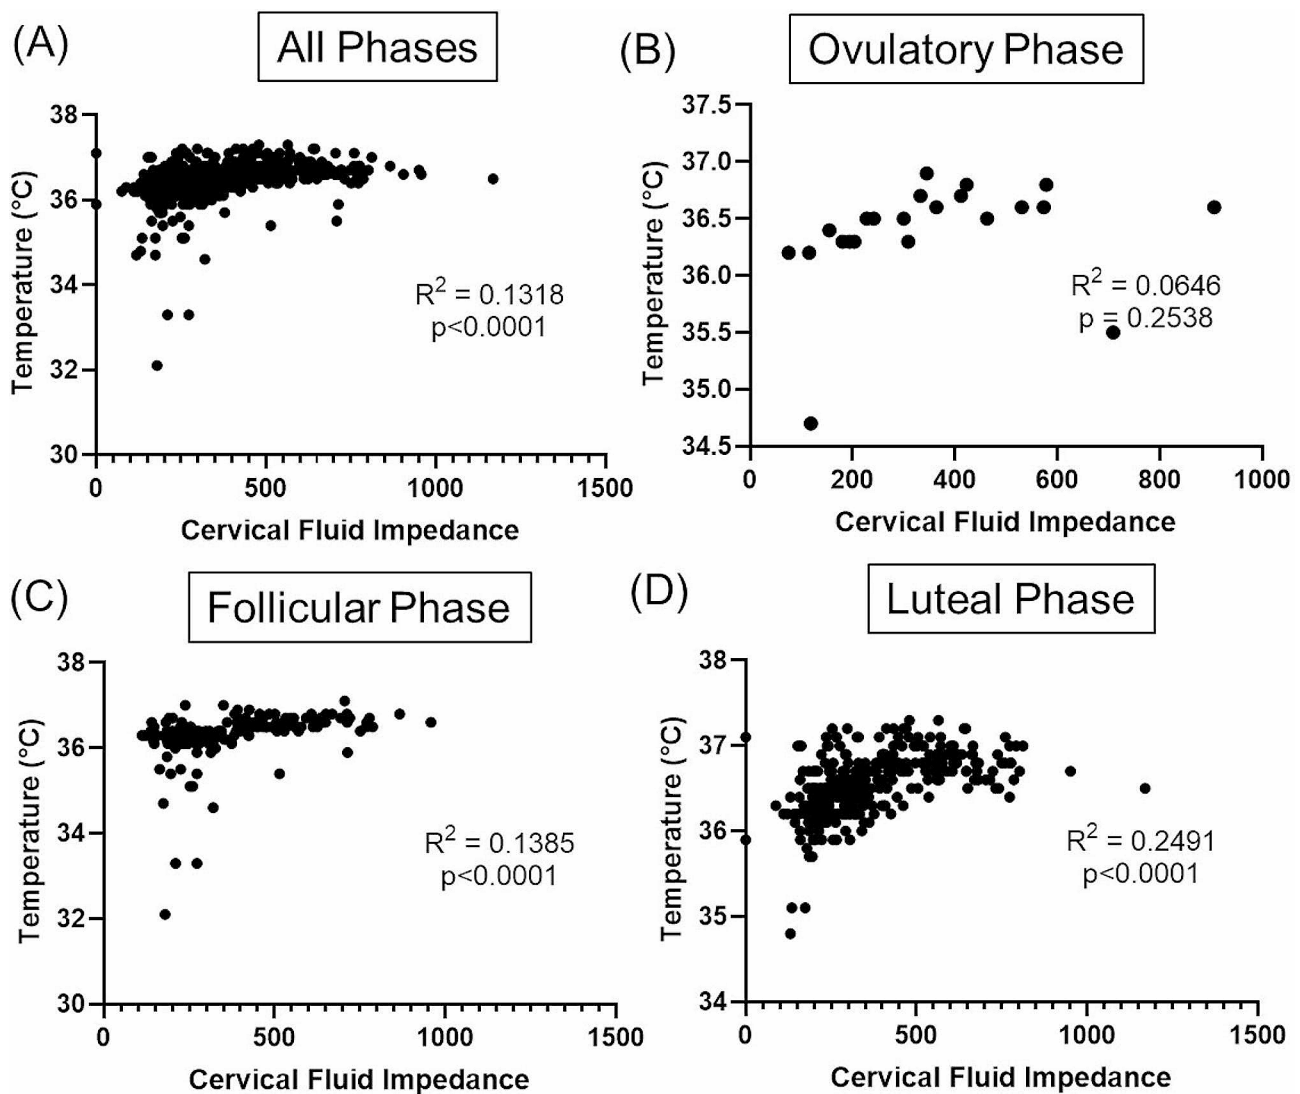 (A)
All Phases
38
36
34
32
30
Temperature (°C)
R² = 0.1318
p<0.0001
0
500
1000
1500
Cervical Fluid Impedance
(B)
Ovulatory Phase
37.5
37.0
36.5
36.0
35.5
35.0
34.5
Temperature (°C)
R² = 0.0646
p = 0.2538
0
200
400
600
800
1000
Cervical Fluid Impedance
(C)
Follicular Phase
38
36
34
32
30
Temperature (°C)
R² = 0.1385
p<0.0001
0
500
1000
1500
Cervical Fluid Impedance
(D)
Luteal Phase
38
37
36
35
34
Temperature (°C)
R² = 0.2491
p<0.0001
0
500
1000
1500
Cervical Fluid Impedance